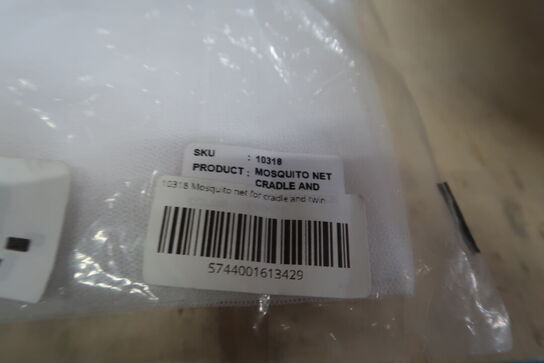 SKU : 10318
PRODUCT : MOSQUITO NET
CRADLE AND
10318 Mosquito net for cradle and twin
5744001613429